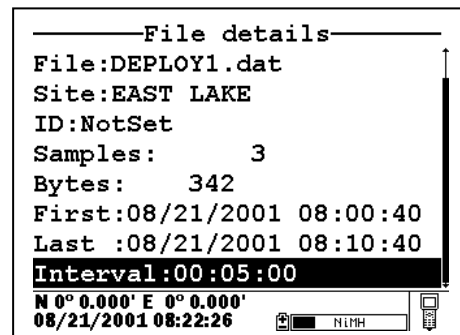 File details
File:DEPLOY1.dat
Site:EAST LAKE
ID:NotSet
Samples: 3
Bytes: 342
First:08/21/2001 08:00:40
Last :08/21/2001 08:10:40
Interval:00:05:00
N 0° 0.000' E 0° 0.000'
08/21/2001 08:22:26 NiMH